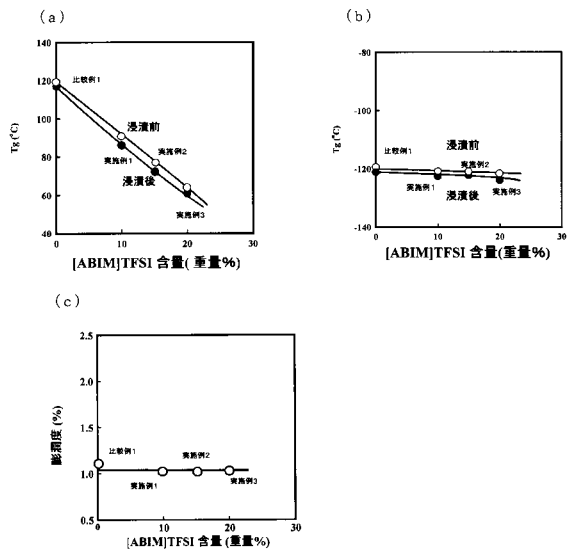 (a)
140
120
100
80
60
40
Tg (°C)
比較例1
浸漬前
実施例2
実施例1
浸漬後
実施例3
0
10
20
30
[ABIM]TFSI 含量( 重量%)
(b)
-80
-100
-120
-140
Tg (°C)
比較例1
浸漬前
実施例2
実施例1
浸漬後
実施例3
0
10
20
30
[ABIM]TFSI 含量(重量%)
(c)
2.5
2.0
1.5
1.0
0.5
膨潤度 (%)
比較例1
実施例2
実施例1
実施例3
0
10
20
30
[ABIM]TFSI 含量 (重量%)